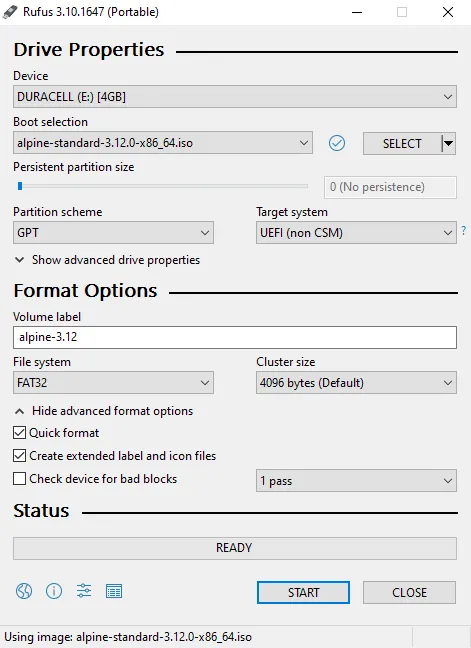 Rufus 3.10.1647 (Portable)
Drive Properties
Device
DURACELL (E:) [4GB]
Boot selection
alpine-standard-3.12.0-x86_64.iso
SELECT
Persistent partition size
0 (No persistence)
Partition scheme
Target system
GPT
UEFI (non CSM)
?
Show advanced drive properties
Format Options
Volume label
alpine-3.12
File system
Cluster size
FAT32
4096 bytes (Default)
Hide advanced format options
Quick format
Create extended label and icon files
Check device for bad blocks
1 pass
Status
READY
START
CLOSE
Using image: alpine-standard-3.12.0-x86_64.iso